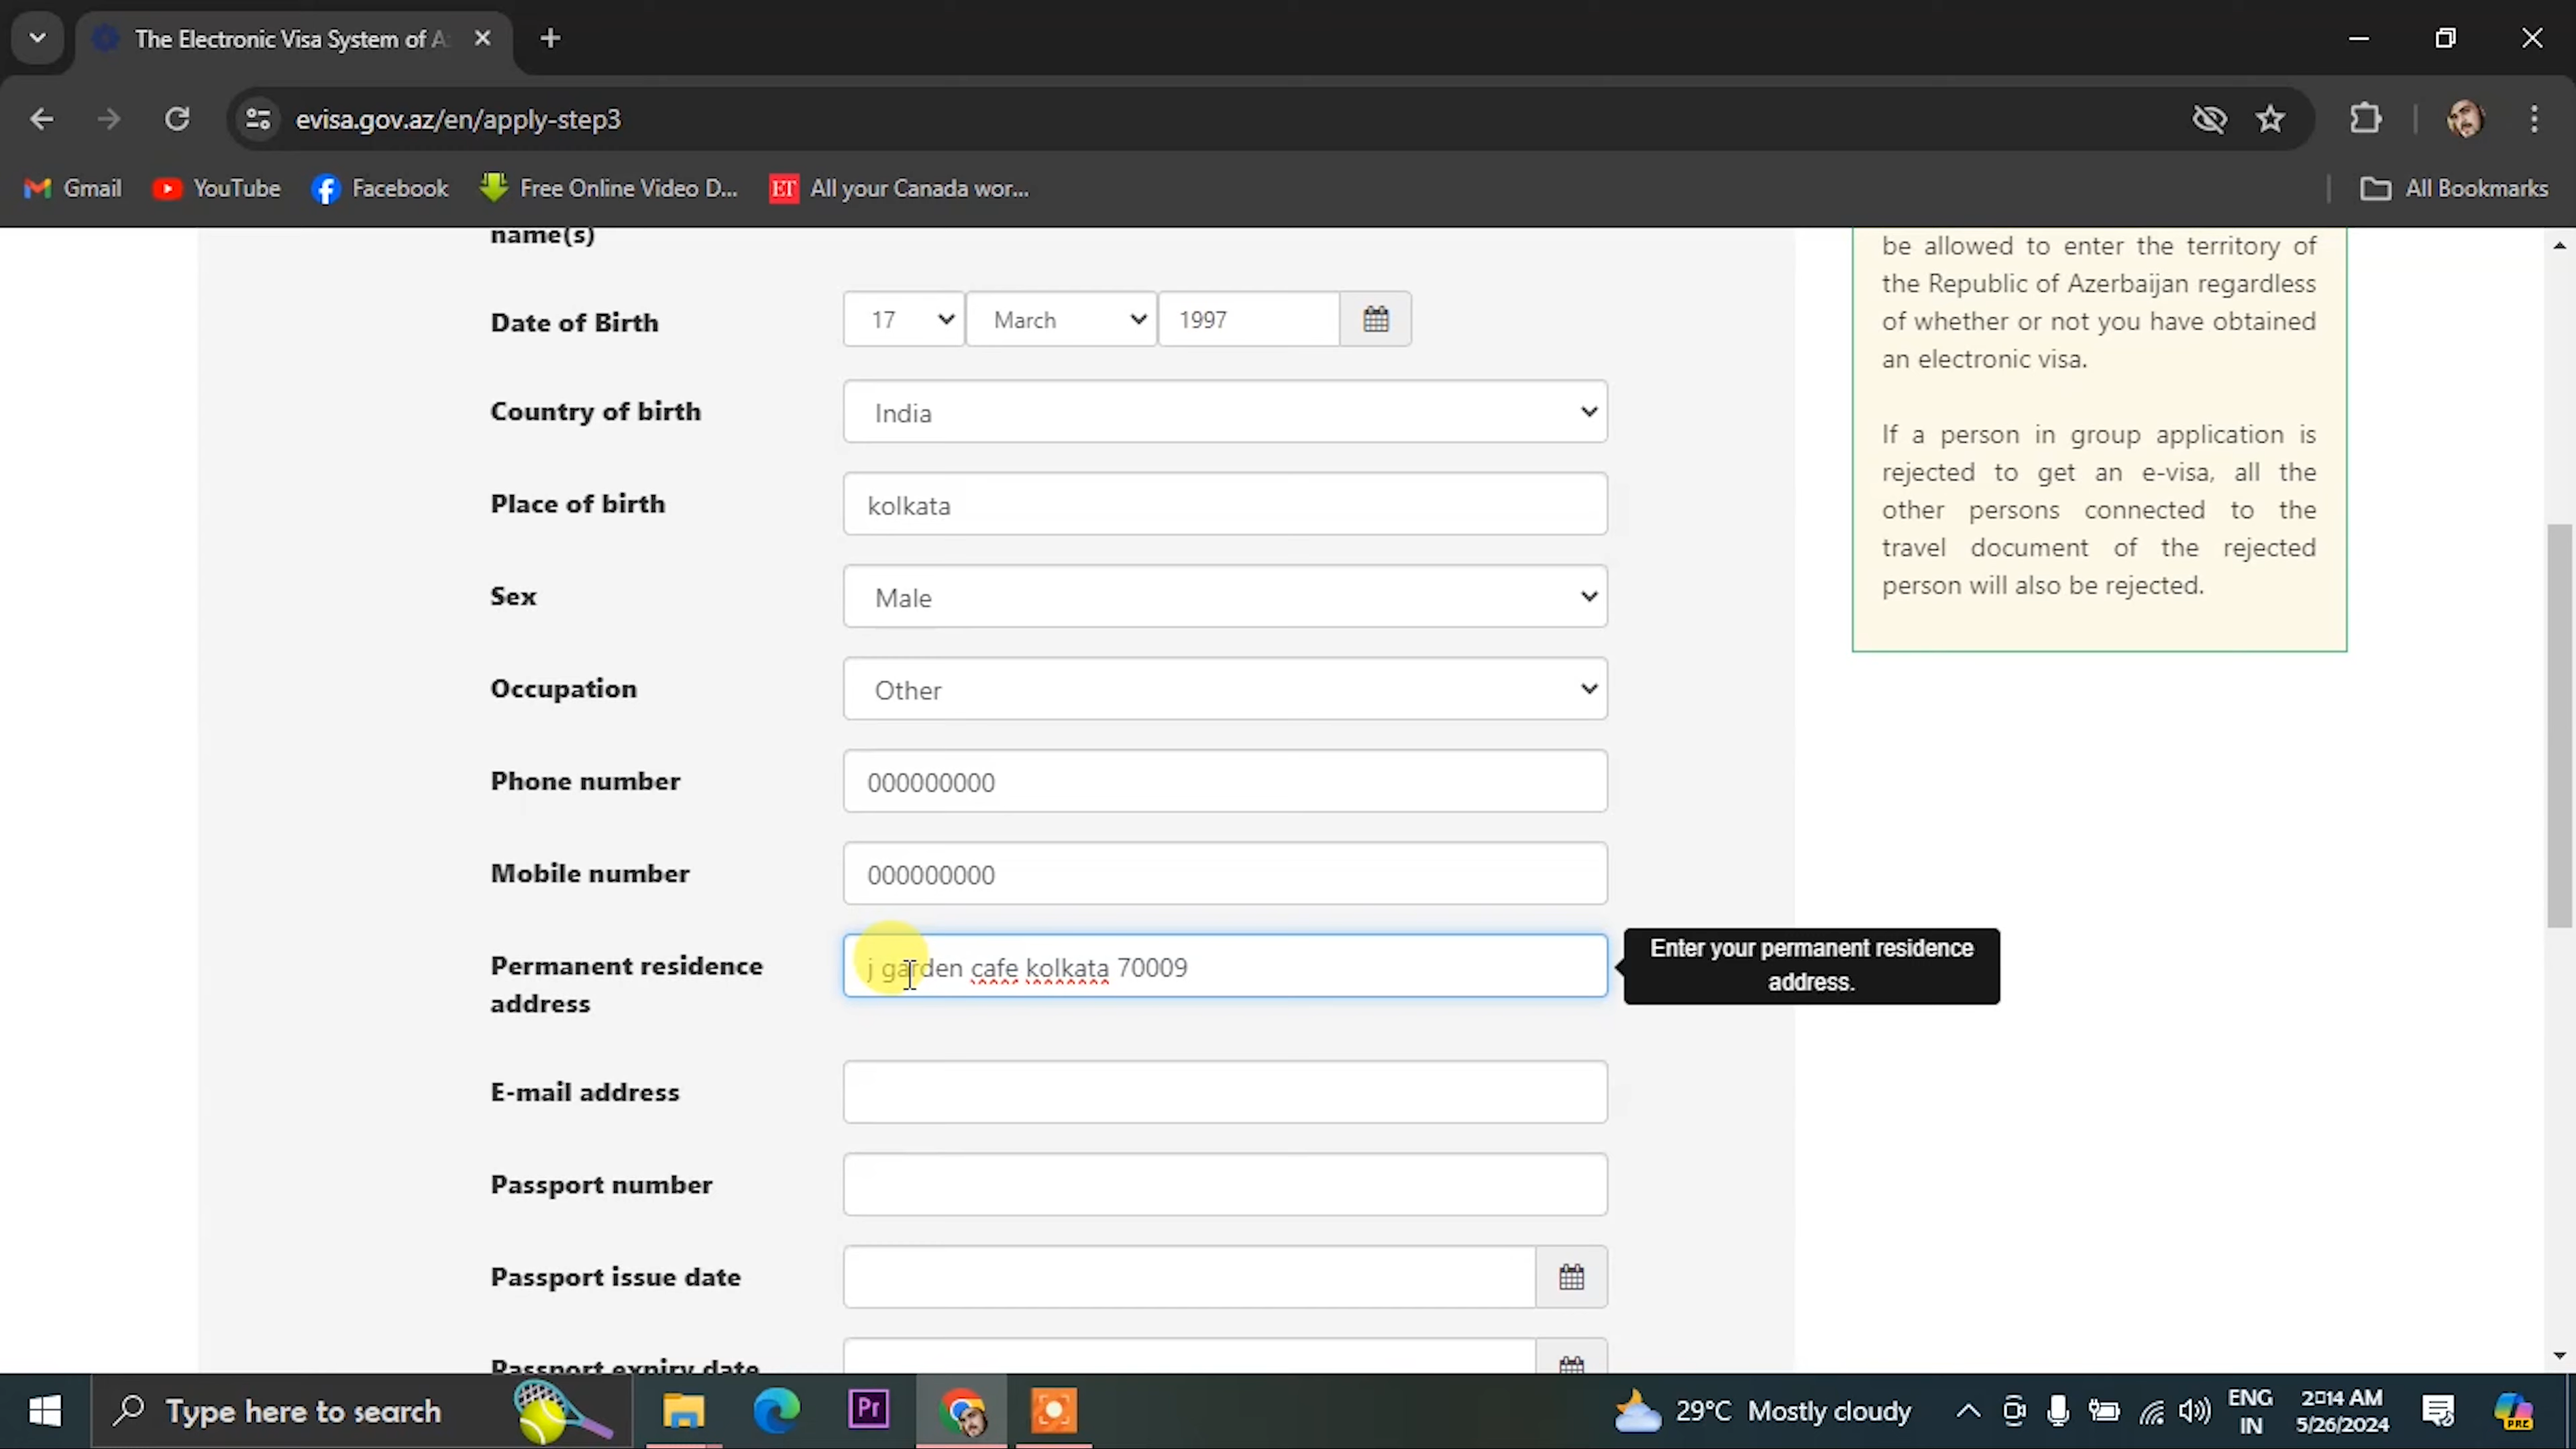 The Electronic Visa System of A
evisa.gov.az/en/apply-step3
Gmail
YouTube
Facebook
Free Online Video D...
ET
All your Canada wor...
All Bookmarks
name(s)
Date of Birth
17
March
1997
Country of birth
India
Place of birth
kolkata
Sex
Male
Occupation
Other
Phone number
000000000
Mobile number
000000000
Permanent residence
address
j garden cafe kolkata 70009
Enter your permanent residence
address.
E-mail address
Passport number
Passport issue date
Passport expiry date
be allowed to enter the territory of
the Republic of Azerbaijan regardless
of whether or not you have obtained
an electronic visa.
If a person in group application is
rejected to get an e-visa, all the
other persons connected to the
travel document of the rejected
person will also be rejected.
Type here to search
Pr
29°C Mostly cloudy
ENG
IN
2:14 AM
5/26/2024
PRE